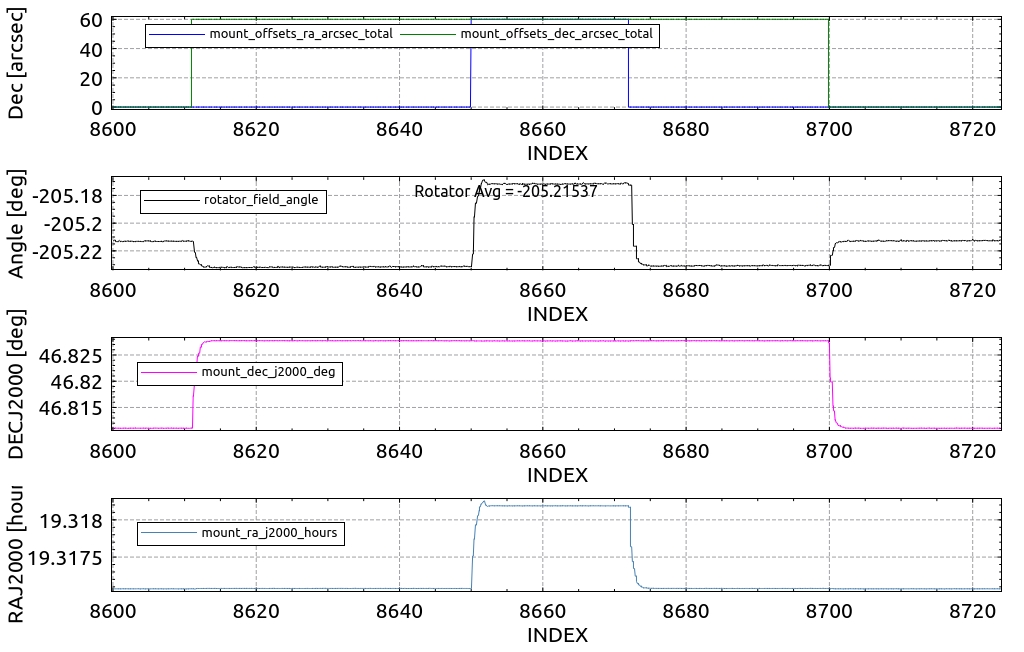 Dec [arcsec]
60
40
20
0
mount_offsets_ra_arcsec_total mount_offsets_dec_arcsec_total
8600 8620 8640 8660 8680 8700 8720
INDEX
Angle [deg]
-205.18
-205.2
-205.22
rotator_field_angle
Rotator Avg = -205.21537
8600 8620 8640 8660 8680 8700 8720
INDEX
DECJ2000 [deg]
46.825
46.82
46.815
mount_dec_j2000_deg
8600 8620 8640 8660 8680 8700 8720
INDEX
RAJ2000 [hour
19.318
19.3175
mount_ra_j2000_hours
8600 8620 8640 8660 8680 8700 8720
INDEX